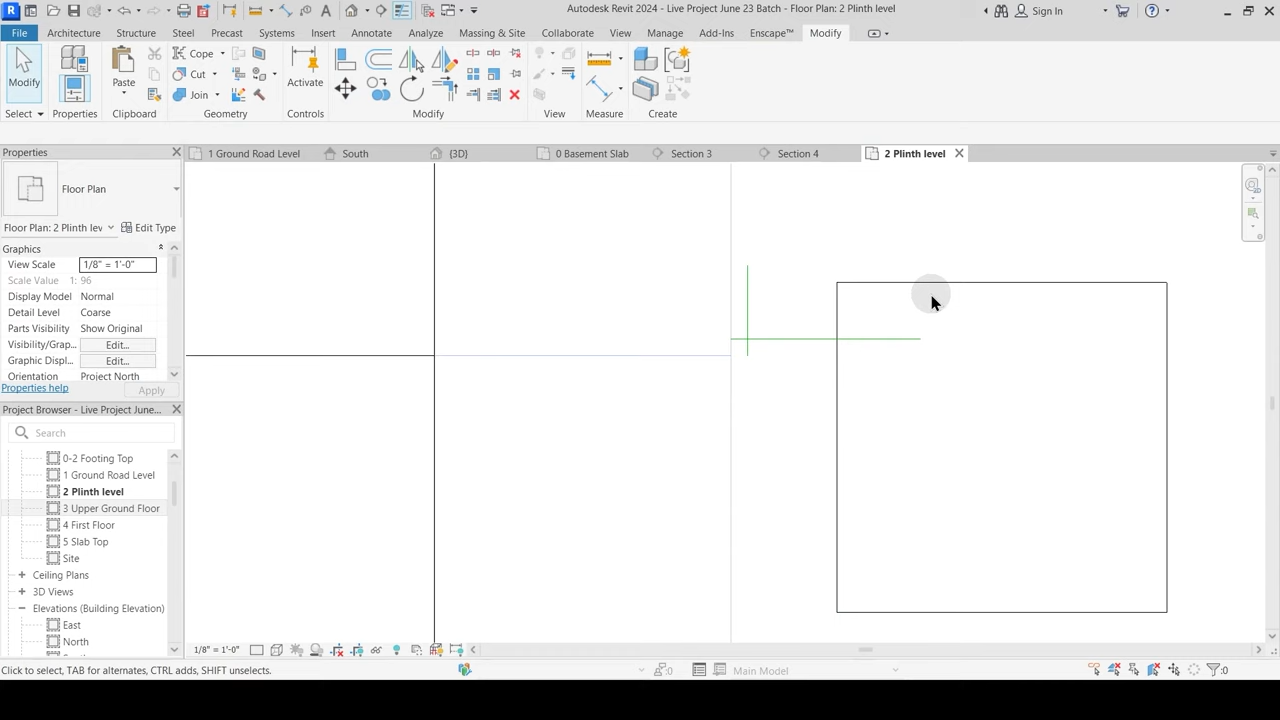 Autodesk Revit 2024 - Live Project June 23 Batch - Floor Plan: 2 Plinth level
Sign In
File Architecture Structure Steel Precast Systems Insert Annotate Analyze Massing & Site Collaborate View Manage Add-Ins Enscape™ Modify
Modify
Cope
Cut
Join
Paste
Activate
Select Properties Clipboard Geometry Controls Modify View Measure Create
Properties
1 Ground Road Level South {3D} 0 Basement Slab Section 3 Section 4 2 Plinth level
Floor Plan
Floor Plan: 2 Plinth lev Edit Type
Graphics
View Scale 1/8" = 1'-0"
Scale Value 1: 96
Display Model Normal
Detail Level Coarse
Parts Visibility Show Original
Visibility/Grap... Edit...
Graphic Displ... Edit...
Orientation Project North
Properties help Apply
Project Browser - Live Project June...
Search
0-2 Footing Top
1 Ground Road Level
2 Plinth level
3 Upper Ground Floor
4 First Floor
5 Slab Top
Site
Ceiling Plans
3D Views
Elevations (Building Elevation)
East
North
1/8" = 1'-0"
Click to select, TAB for alternates, CTRL adds, SHIFT unselects.
:0
Main Model
:0